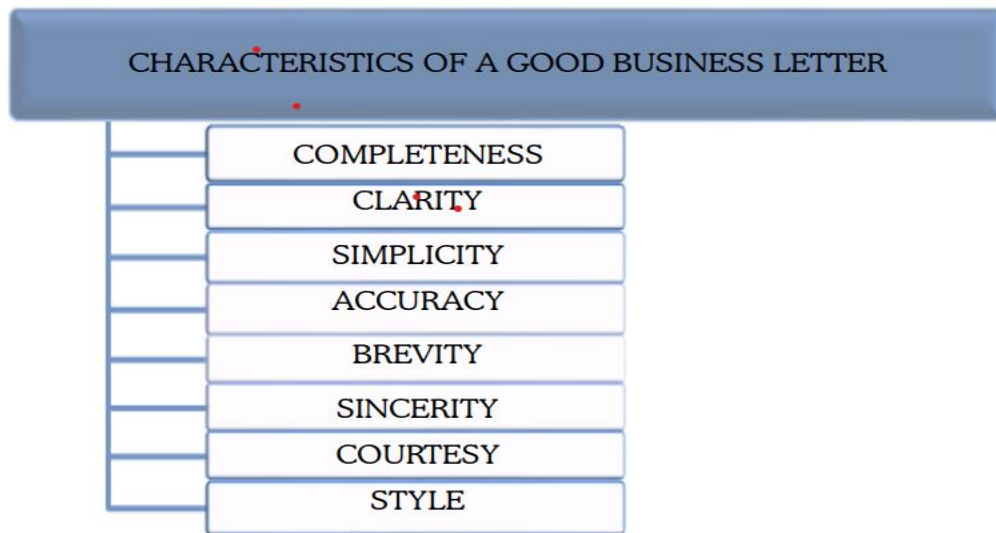 CHARACTERISTICS OF A GOOD BUSINESS LETTER
COMPLETENESS
CLARITY
SIMPLICITY
ACCURACY
BREVITY
SINCERITY
COURTESY
STYLE